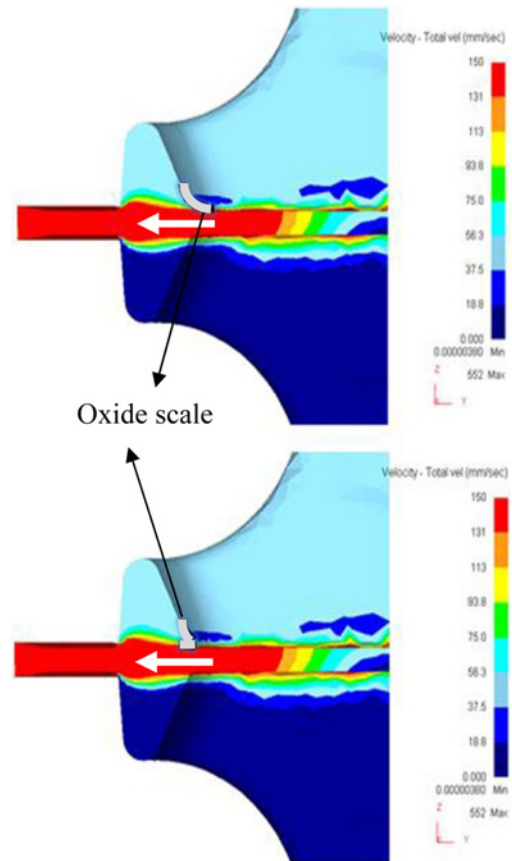 Velocity - Total vel (mm/sec)
150
131
113
93.8
75.0
56.3
37.5
18.8
0.000
0.00000380 Min
552 Max
Z
Y
Oxide scale
Velocity - Total vel (mm/sec)
150
131
113
93.8
75.0
56.3
37.5
18.8
0.000
0.00000380 Min
552 Max
Z
Y